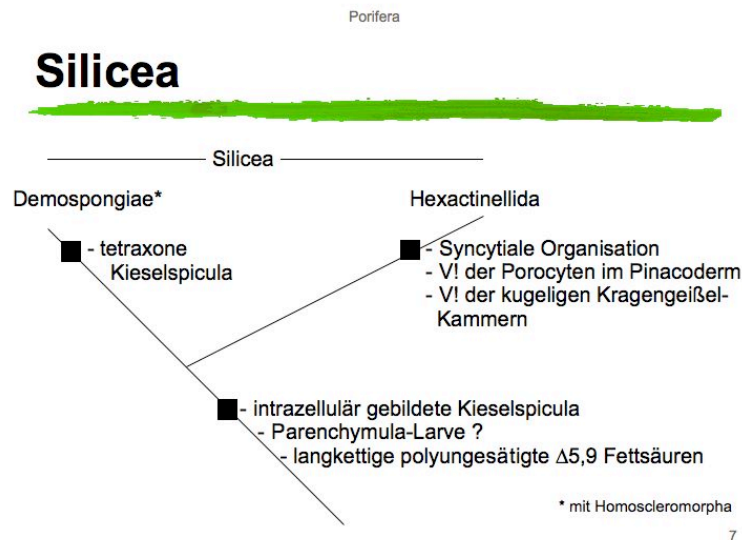 Porifera
Silicea
Silicea
Demospongiae*
Hexactinellida
- tetraxone
Kieselspicula
- Syncytiale Organisation
- V! der Porocyten im Pinacoderm
- V! der kugeligen Kragengeißel-
Kammern
- intrazellulär gebildete Kieselspicula
- Parenchymula-Larve ?
- langkettige polyungesätigte Δ5,9 Fettsäuren
* mit Homoscleromorpha
7